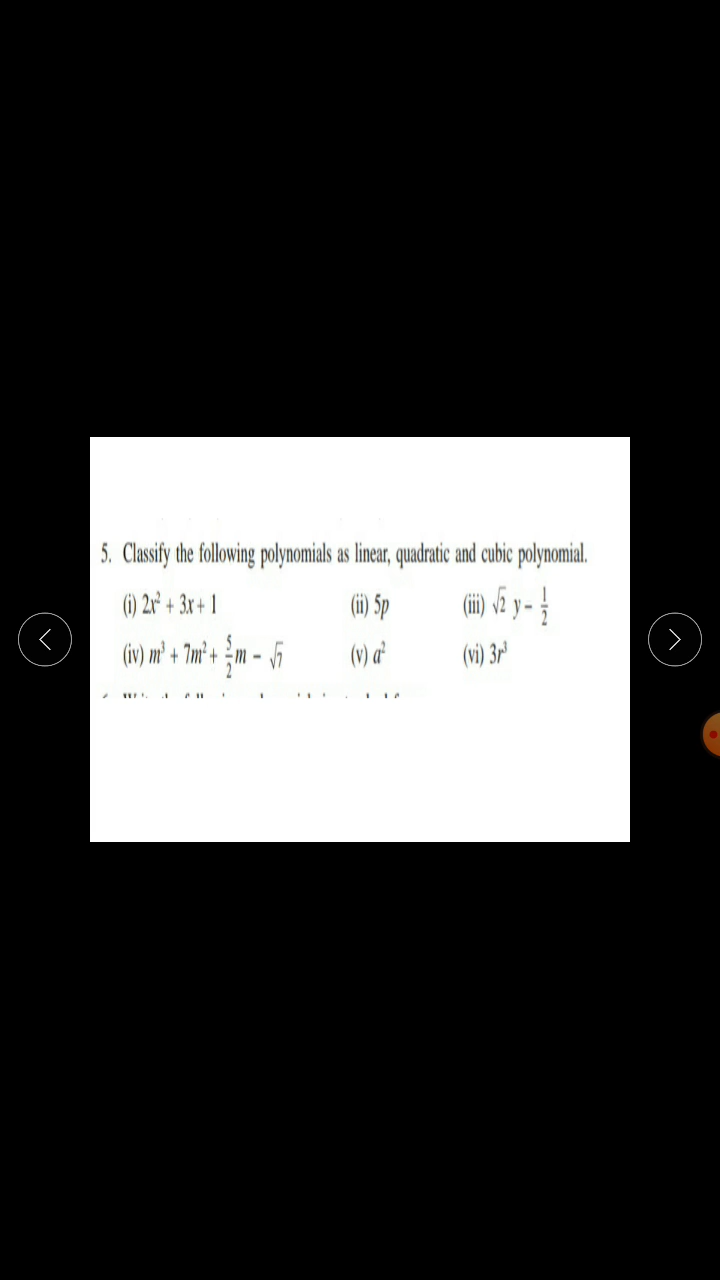 5. Classify the following polynomials as linear, quadratic and cubic polynomial.
(i) 2x² + 3x + 1 (ii) 5p (iii) √2 y - 1/2
(iv) m³ + 7m² + 5/2 m - √7 (v) a² (vi) 3r³